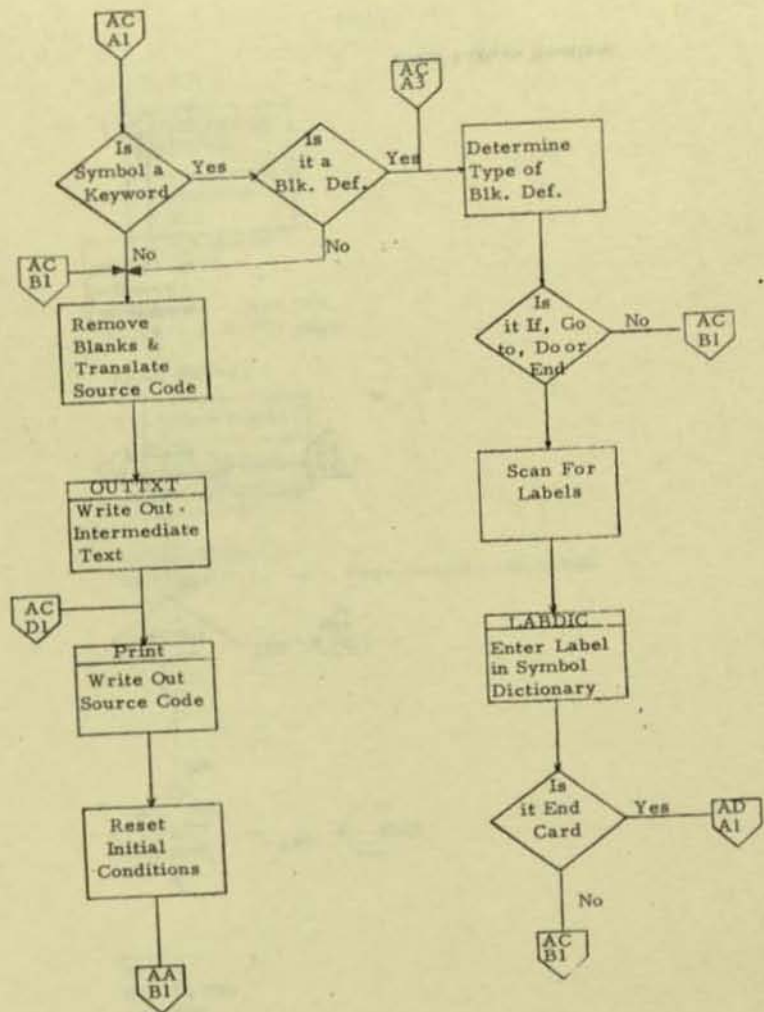 AC
A1
AC
A3
Is
Symbol a
Keyword
Yes
Is
it a
Blk. Def.
Yes
Determine
Type of
Blk. Def.
No
No
AC
B1
Remove
Blanks &
Translate
Source Code
Is
it If, Go
to, Do or
End
No
AC
B1
OUTTXT
Write Out -
Intermediate
Text
Scan For
Labels
AC
D1
Print
Write Out
Source Code
LABDIC
Enter Label
in Symbol
Dictionary
Reset
Initial
Conditions
Is
it End
Card
Yes
AD
A1
No
AC
B1
AA
B1